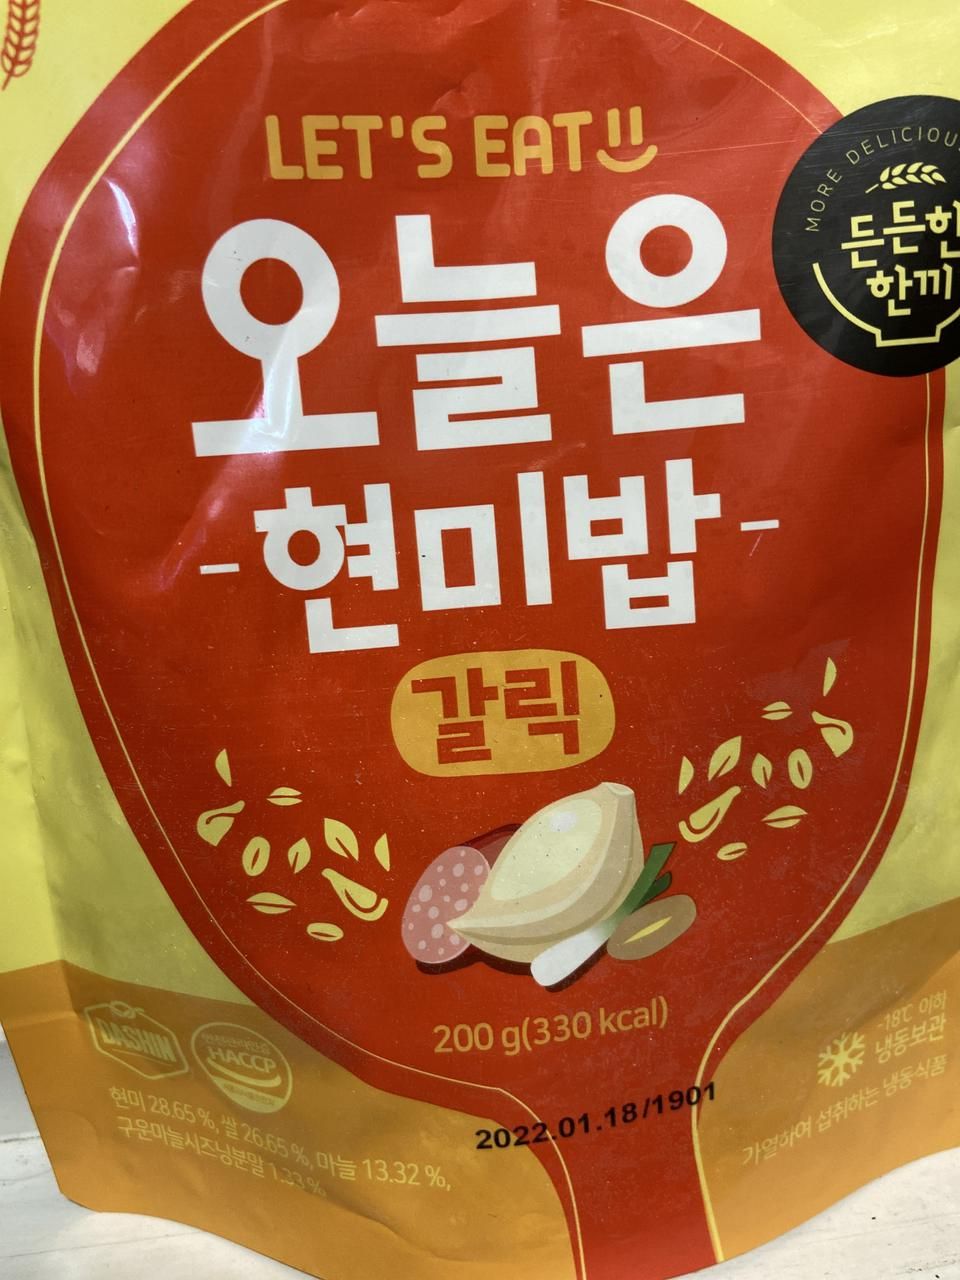 LET'S EAT
MORE DELICIOUS
든든한
한끼
오늘은
-현미밥-
갈릭
200 g(330 kcal)
DASHIN
HACCP
-18℃ 이하
냉동보관
가열하여 섭취하는 냉동식품
현미 28.65 %, 쌀 26.65 %, 마늘 13.32 %,
구운마늘시즈닝분말 1.33 %
2022.01.18/1901